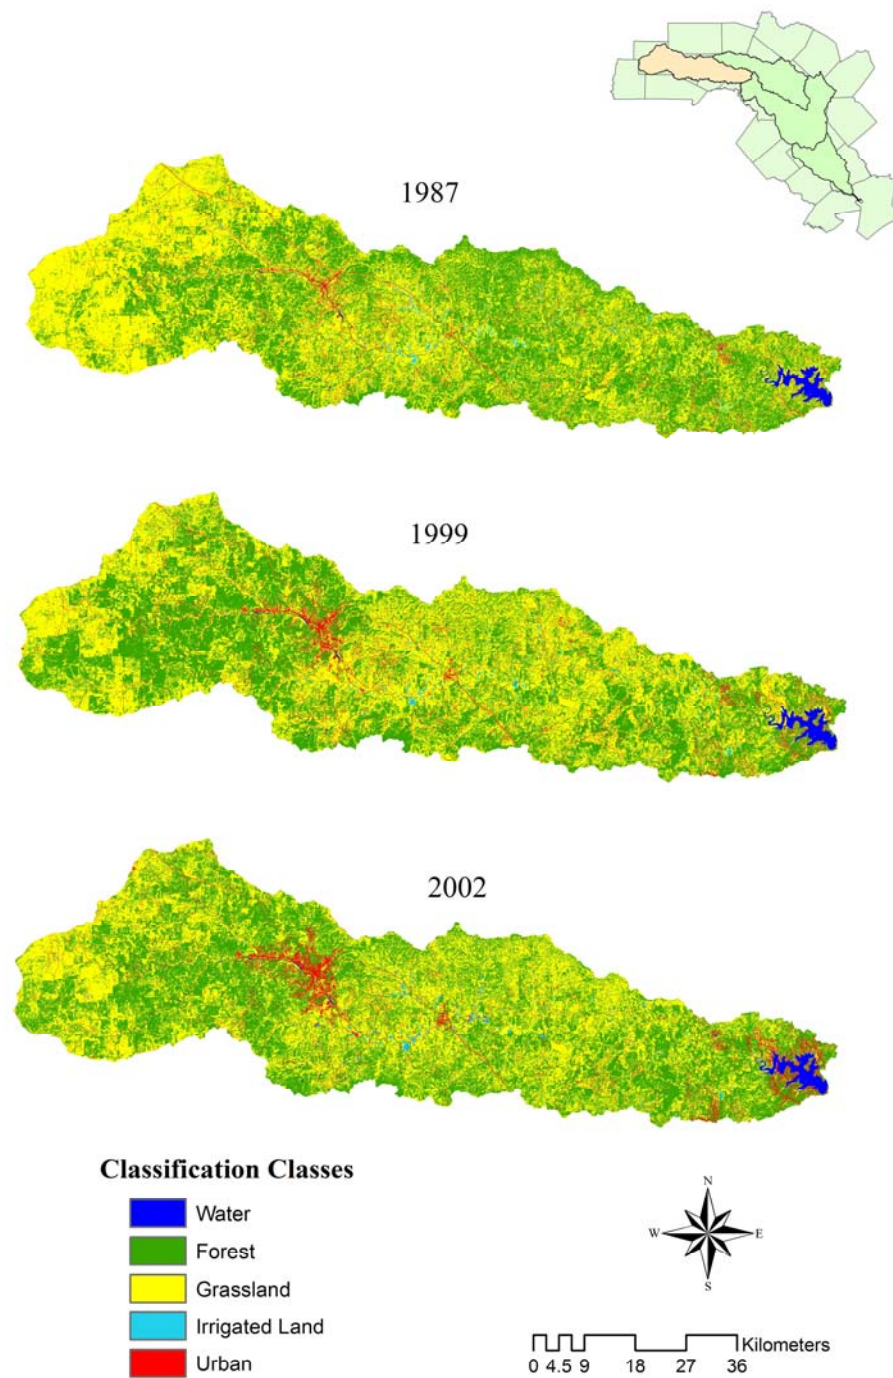 1987
1999
2002
Classification Classes
Water
Forest
Grassland
Irrigated Land
Urban
N
W E
S
Kilometers
0 4.5 9 18 27 36